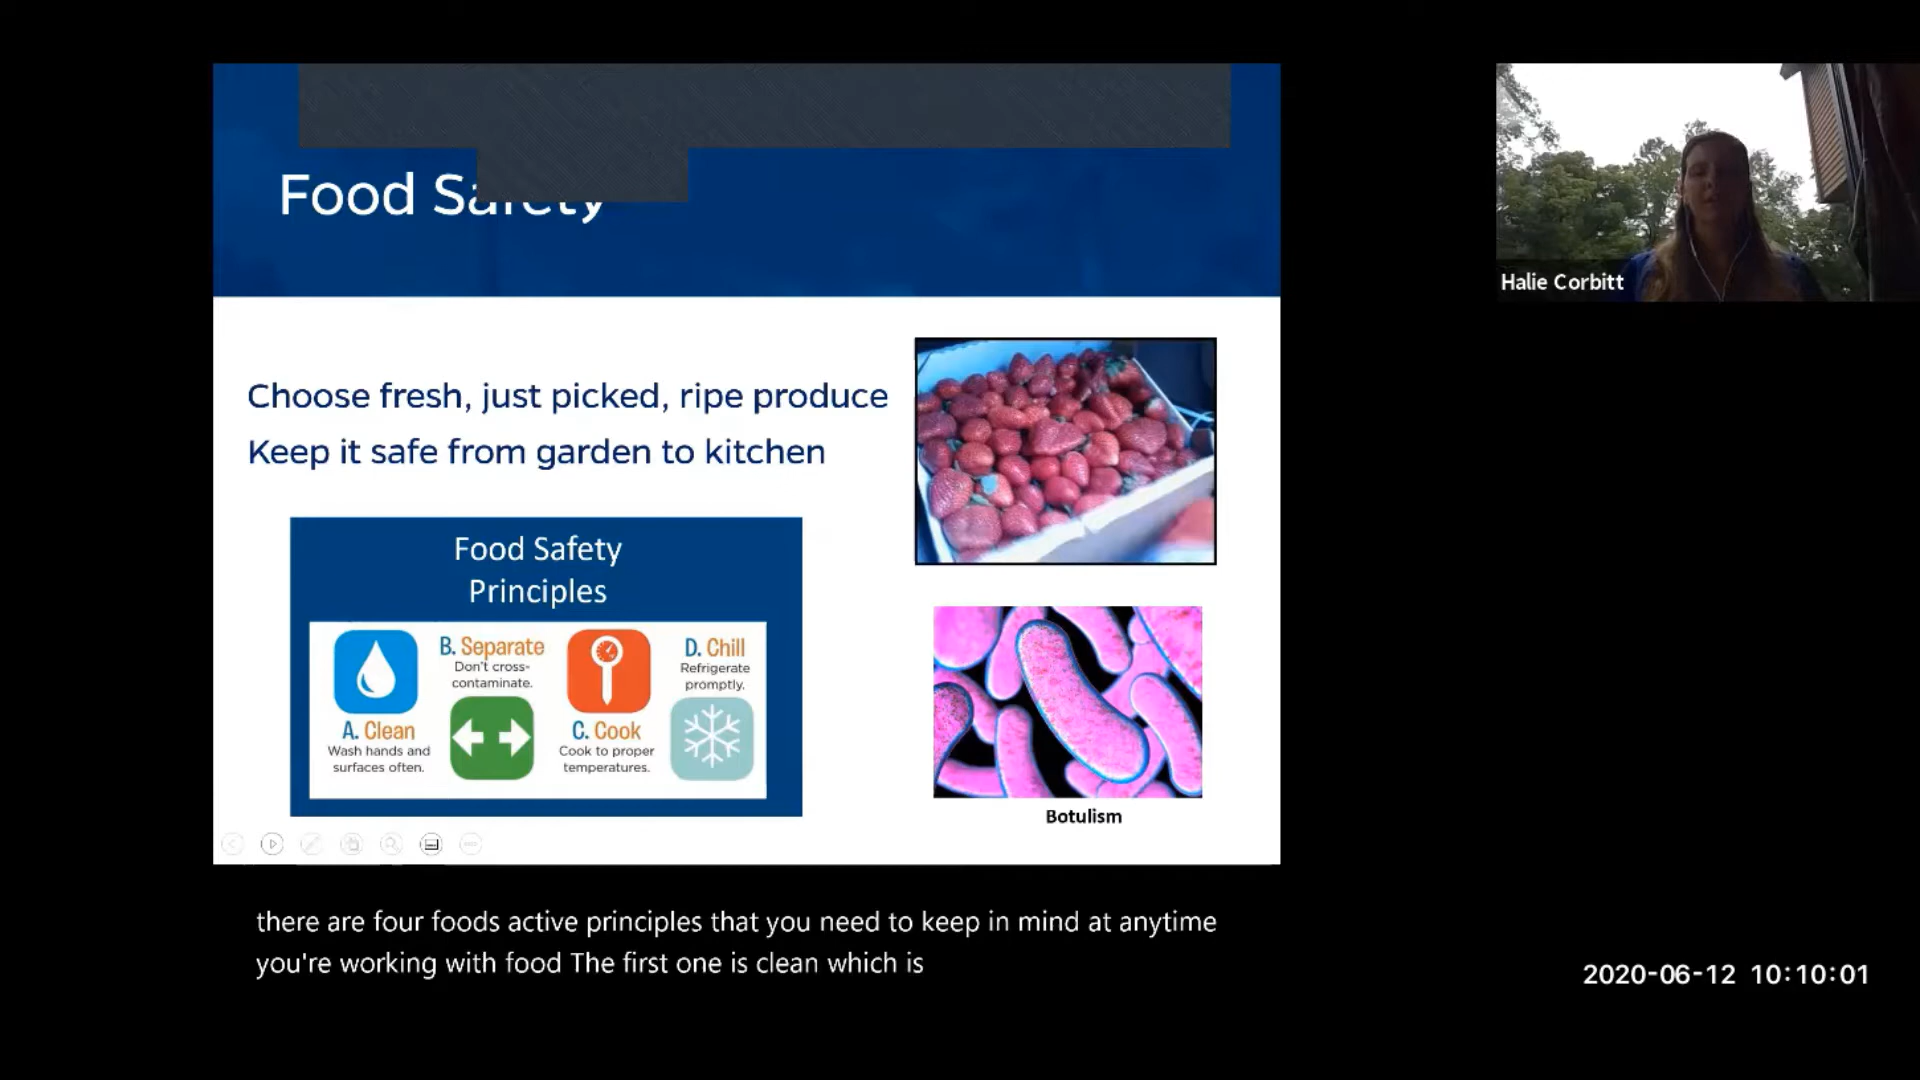 Food Safety
Halie Corbitt
Choose fresh, just picked, ripe produce
Keep it safe from garden to kitchen
Food Safety
Principles
A. Clean
Wash hands and
surfaces often.
B. Separate
Don't cross-
contaminate.
C. Cook
Cook to proper
temperatures.
D. Chill
Refrigerate
promptly.
Botulism
there are four foods active principles that you need to keep in mind at anytime
you're working with food The first one is clean which is
2020-06-12 10:10:01